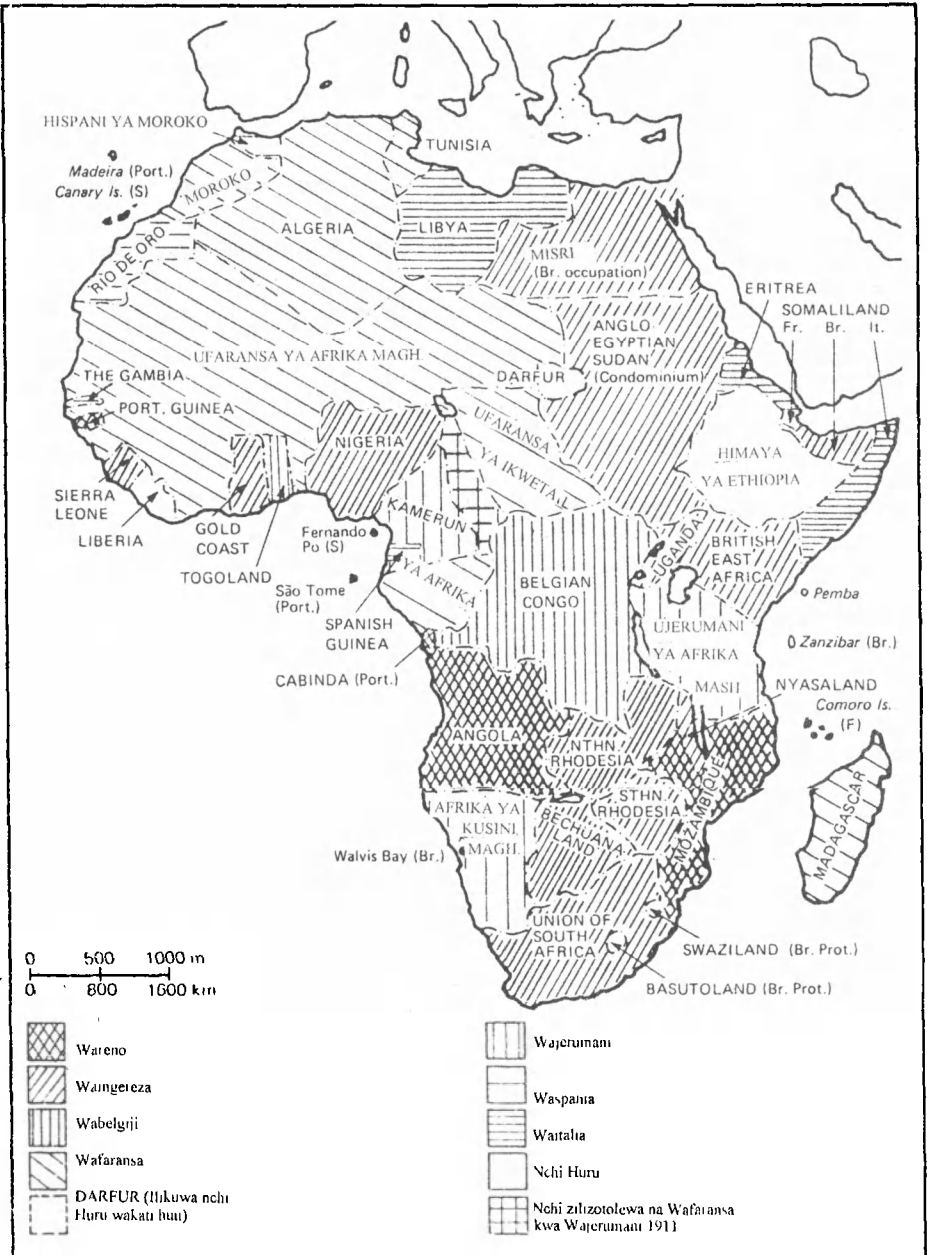 HISPANI YA MOROKO
TUNISIA
Madeira (Port.)
Canary Is. (S)
MOROKO
ALGERIA
LIBYA
RIO DE ORO
MISRI
(Br. occupation)
ERITREA
SOMALILAND
Fr. Br. It.
ANGLO
EGYPTIAN
SUDAN
(Condominium)
UFARANSA YA AFRIKA MAGH.
DARFUR
THE GAMBIA
PORT. GUINEA
NIGERIA
UFARANSA
YA IKWETA
HIMAYA
YA ETHIOPIA
SIERRA
LEONE
LIBERIA
GOLD
COAST
TOGOLAND
KAMERUN
Fernando
Po (S)
UGANDA
BRITISH
EAST
AFRICA
São Tome
(Port.)
YA AFRIKA
BELGIAN
CONGO
Pemba
SPANISH
GUINEA
UJERUMANI
YA AFRIKA
MASH
Zanzibar (Br.)
CABINDA (Port.)
NYASALAND
Comoro Is.
(F)
ANGOLA
NTHN.
RHODESIA
MOZAMBIQUE
STHN.
RHODESIA
MADAGASCAR
AFRIKA YA
KUSINI
MAGH.
BECHUANA
LAND
Walvis Bay (Br.)
UNION OF
SOUTH
AFRICA
SWAZILAND (Br. Prot.)
BASUTOLAND (Br. Prot.)
0 500 1000 m
0 800 1600 km
Wareno
Waingereza
Wabelgiji
Wafaransa
DARFUR (Ilikuwa nchi
Huru wakati huu)
Wajerumani
Waspania
Waitalia
Nchi Huru
Nchi zilizotolewa na Wafaransa
kwa Wajerumani 1911